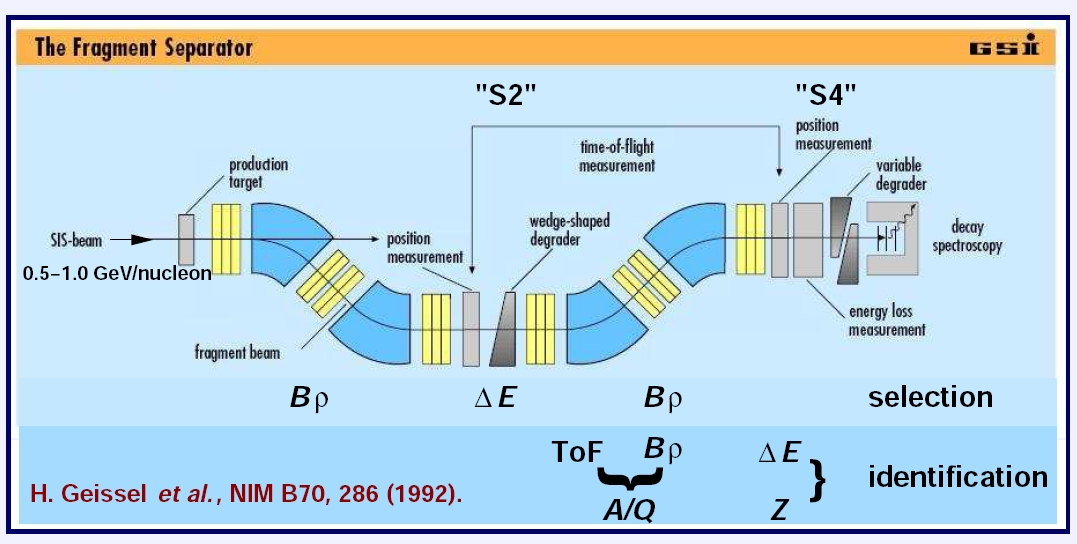 The Fragment Separator
GSI
"S2"
"S4"
position
measurement
time-of-flight
measurement
production
target
variable
degrader
wedge-shaped
degrader
SIS-beam
position
measurement
decay
spectroscopy
0.5–1.0 GeV/nucleon
energy loss
measurement
fragment beam
Bρ
ΔE
Bρ
selection
ToF Bρ
ΔE
} identification
A/Q
Z
H. Geissel et al., NIM B70, 286 (1992).